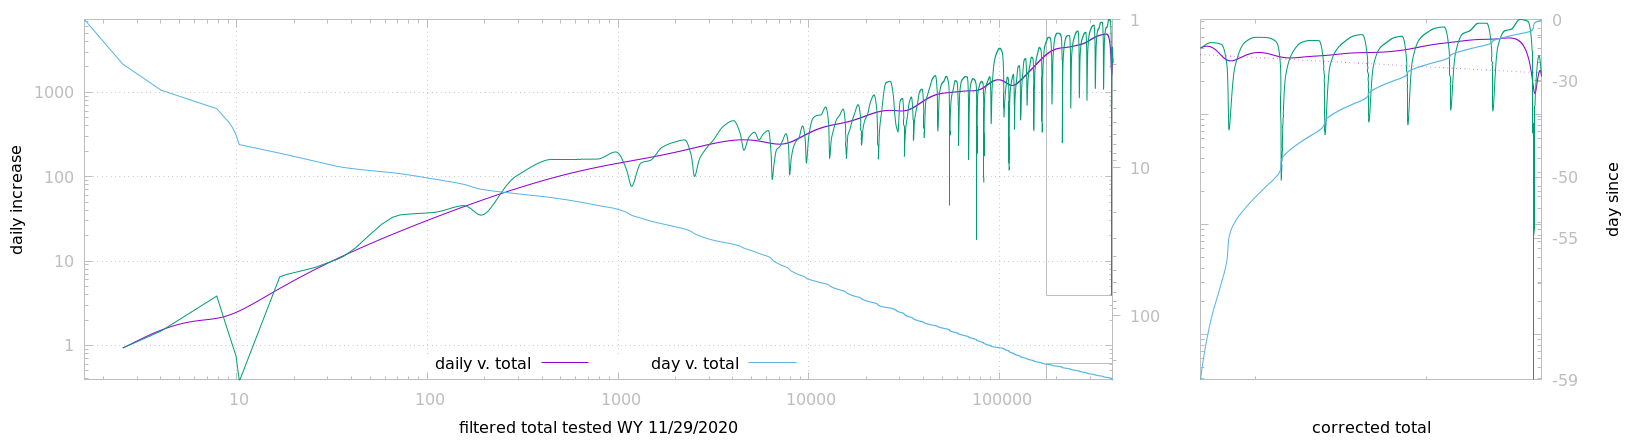 daily increase
1000
100
10
1
10
100
1000
10000
100000
1
10
100
daily v. total
day v. total
filtered total tested WY 11/29/2020
0
-30
-50
-55
-59
day since
corrected total